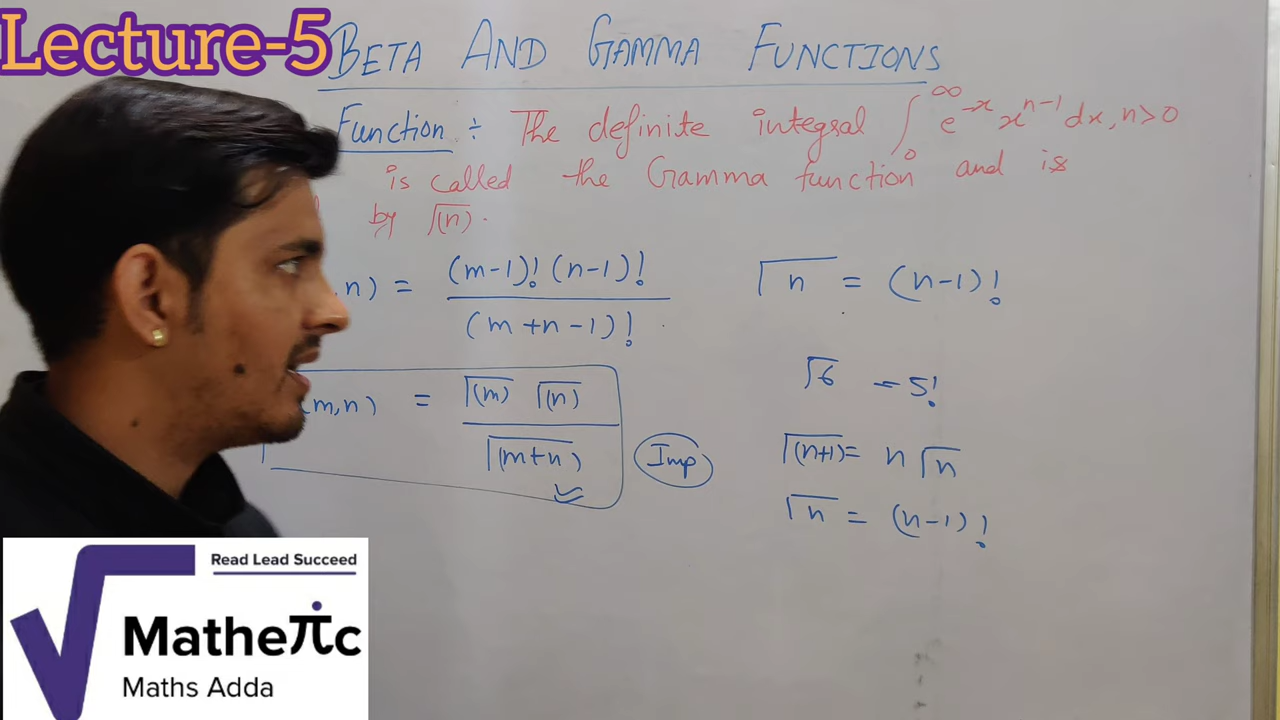 Lecture-5
BETA AND GAMMA FUNCTIONS
Function ÷ The definite integral ∫₀^∞ e^-x x^n-1 dx, n>0
is called the Gamma function and is
by Γ(n).
n) = (m-1)! (n-1)! / (m+n-1)!
Γn = (n-1)!
Γ6 = 5!
(m,n) = Γ(m) Γ(n) / Γ(m+n)
Imp
Γ(n+1) = n Γn
Γn = (n-1)!
Read Lead Succeed
Matheπc
Maths Adda